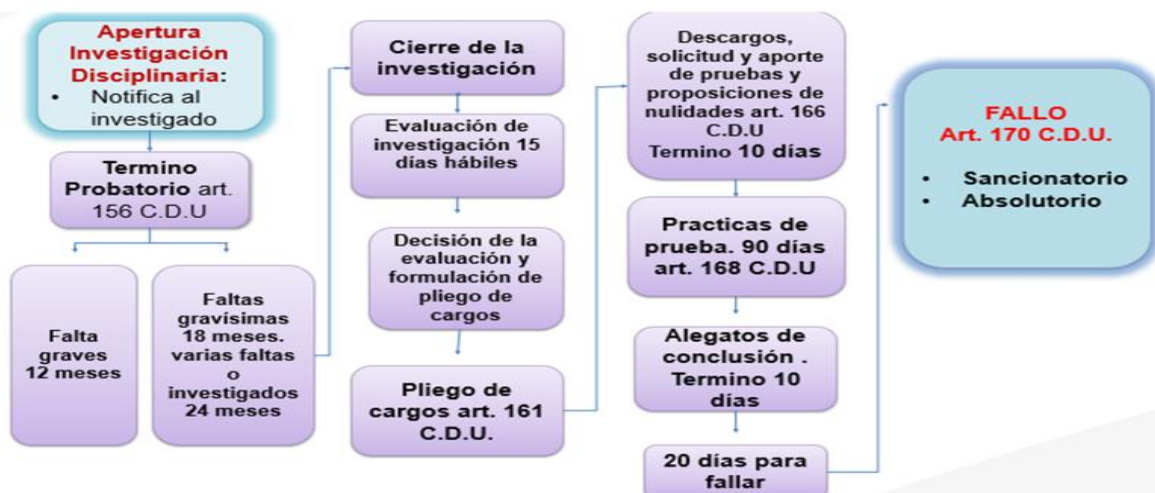 Apertura
Investigación
Disciplinaria:
• Notifica al
investigado
Termino
Probatorio art.
156 C.D.U
Falta
graves
12 meses
Faltas
gravísimas
18 meses.
varias faltas
o
investigados
24 meses
Cierre de la
investigación
Evaluación de
investigación 15
días hábiles
Decisión de la
evaluación y
formulación de
pliego de
cargos
Pliego de
cargos art. 161
C.D.U.
Descargos,
solicitud y aporte
de pruebas y
proposiciones de
nulidades art. 166
C.D.U
Termino 10 días
Practicas de
prueba. 90 días
art. 168 C.D.U
Alegatos de
conclusión .
Termino 10
días
20 días para
fallar
FALLO
Art. 170 C.D.U.
• Sancionatorio
• Absolutorio